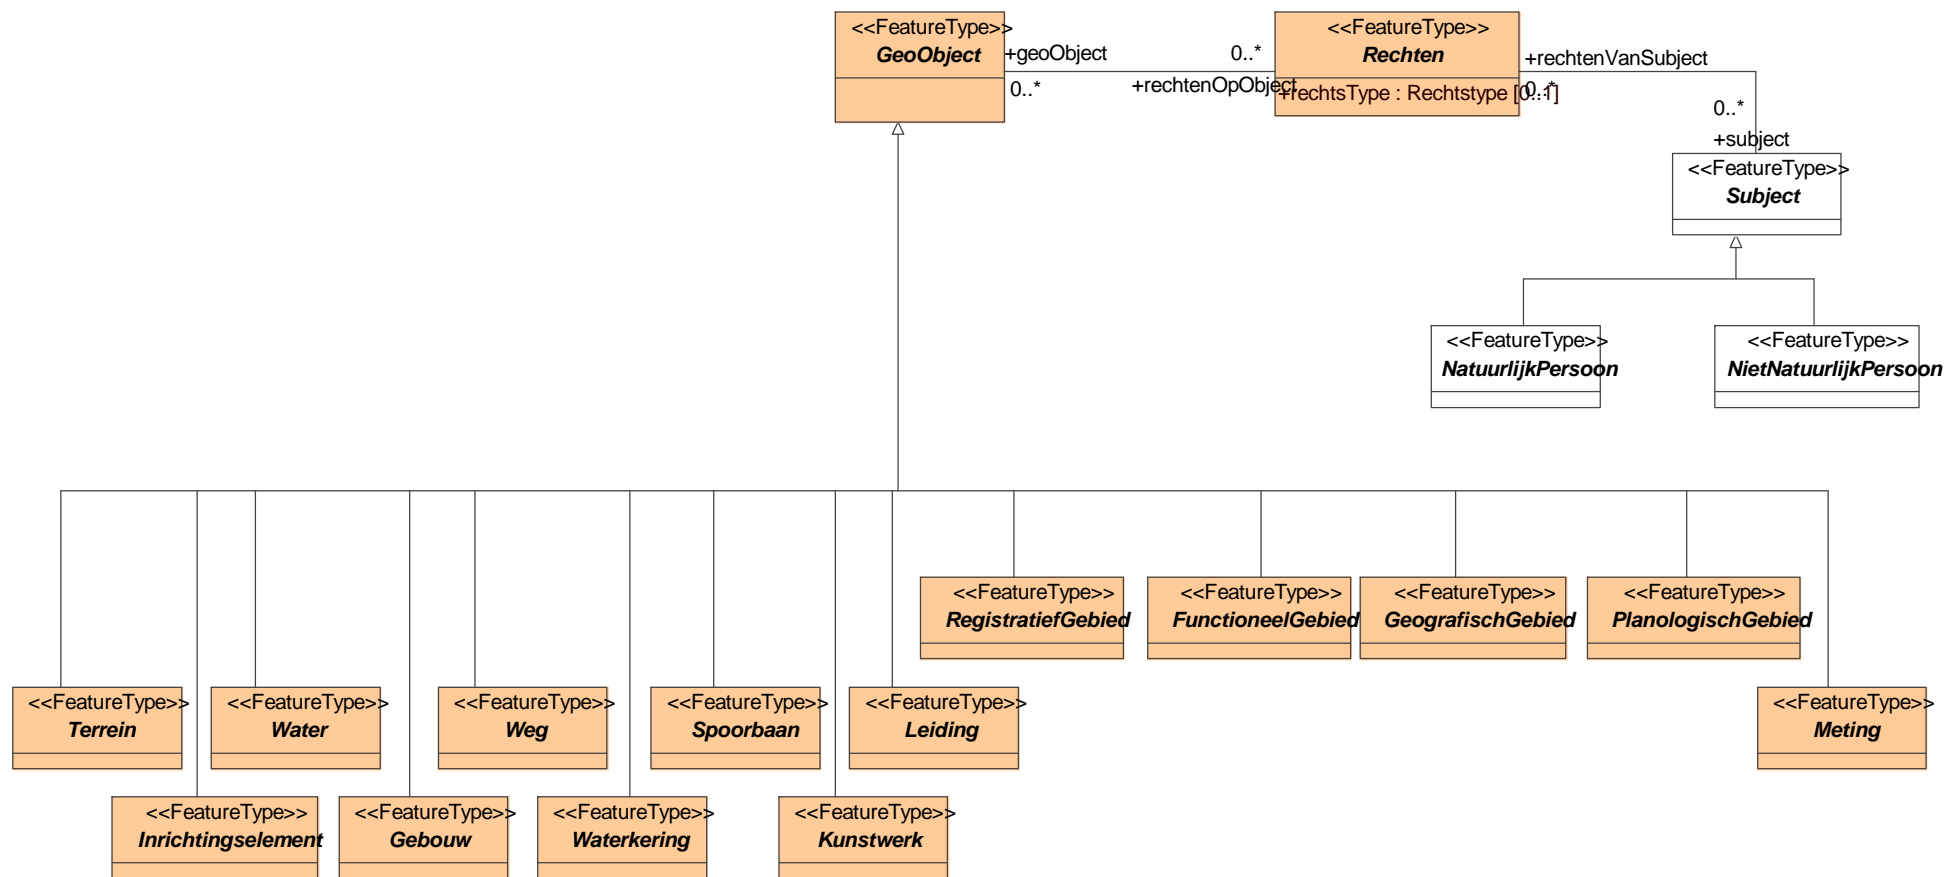 <<FeatureType>>
GeoObject
+geoObject
0..*
0..*
+rechtenOpObject
<<FeatureType>>
Rechten
+rechtsType : Rechtstype [0..1]
+rechtenVanSubject
0..*
0..*
+subject
<<FeatureType>>
Subject
<<FeatureType>>
NatuurlijkPersoon
<<FeatureType>>
NietNatuurlijkPersoon
<<FeatureType>>
RegistratiefGebied
<<FeatureType>>
FunctioneelGebied
<<FeatureType>>
GeografischGebied
<<FeatureType>>
PlanologischGebied
<<FeatureType>>
Terrein
<<FeatureType>>
Water
<<FeatureType>>
Weg
<<FeatureType>>
Spoorbaan
<<FeatureType>>
Leiding
<<FeatureType>>
Meting
<<FeatureType>>
Inrichtingselement
<<FeatureType>>
Gebouw
<<FeatureType>>
Waterkering
<<FeatureType>>
Kunstwerk